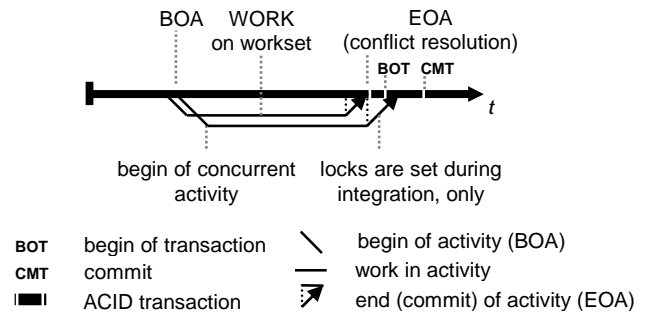 BOA WORK EOA
on workset (conflict resolution)
BOT CMT
t
begin of concurrent locks are set during
activity integration, only
BOT begin of transaction begin of activity (BOA)
CMT commit work in activity
ACID transaction end (commit) of activity (EOA)